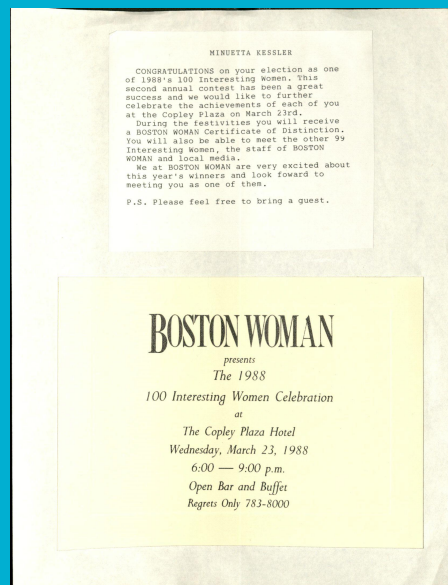 MINUETTA KESSLER
CONGRATULATIONS on your election as one
of 1988's 100 Interesting Women. This
second annual contest has been a great
success and we would like to further
celebrate the achievements of each of you
at the Copley Plaza on March 23rd.
During the festivities you will receive
a BOSTON WOMAN Certificate of Distinction.
You will also be able to meet the other 99
Interesting Women, the staff of BOSTON
WOMAN and local media.
We at BOSTON WOMAN are very excited about
this year's winners and look foward to
meeting you as one of them.
P.S. Please feel free to bring a guest.
BOSTON WOMAN
presents
The 1988
100 Interesting Women Celebration
at
The Copley Plaza Hotel
Wednesday, March 23, 1988
6:00 — 9:00 p.m.
Open Bar and Buffet
Regrets Only 783-8000